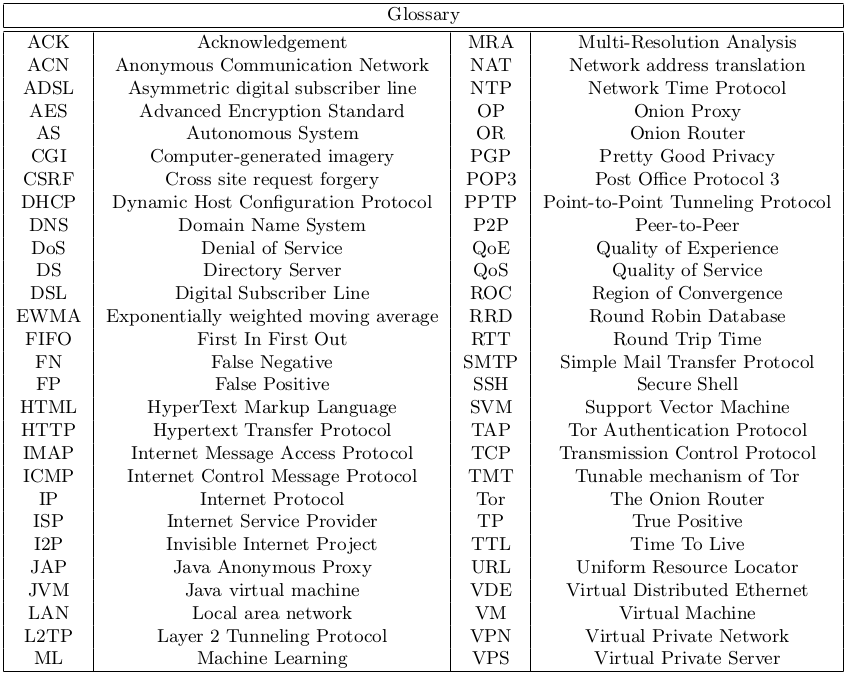 Glossary
ACK Acknowledgement MRA Multi-Resolution Analysis
ACN Anonymous Communication Network NAT Network address translation
ADSL Asymmetric digital subscriber line NTP Network Time Protocol
AES Advanced Encryption Standard OP Onion Proxy
AS Autonomous System OR Onion Router
CGI Computer-generated imagery PGP Pretty Good Privacy
CSRF Cross site request forgery POP3 Post Office Protocol 3
DHCP Dynamic Host Configuration Protocol PPTP Point-to-Point Tunneling Protocol
DNS Domain Name System P2P Peer-to-Peer
DoS Denial of Service QoE Quality of Experience
DS Directory Server QoS Quality of Service
DSL Digital Subscriber Line ROC Region of Convergence
EWMA Exponentially weighted moving average RRD Round Robin Database
FIFO First In First Out RTT Round Trip Time
FN False Negative SMTP Simple Mail Transfer Protocol
FP False Positive SSH Secure Shell
HTML HyperText Markup Language SVM Support Vector Machine
HTTP Hypertext Transfer Protocol TAP Tor Authentication Protocol
IMAP Internet Message Access Protocol TCP Transmission Control Protocol
ICMP Internet Control Message Protocol TMT Tunable mechanism of Tor
IP Internet Protocol Tor The Onion Router
ISP Internet Service Provider TP True Positive
I2P Invisible Internet Project TTL Time To Live
JAP Java Anonymous Proxy URL Uniform Resource Locator
JVM Java virtual machine VDE Virtual Distributed Ethernet
LAN Local area network VM Virtual Machine
L2TP Layer 2 Tunneling Protocol VPN Virtual Private Network
ML Machine Learning VPS Virtual Private Server